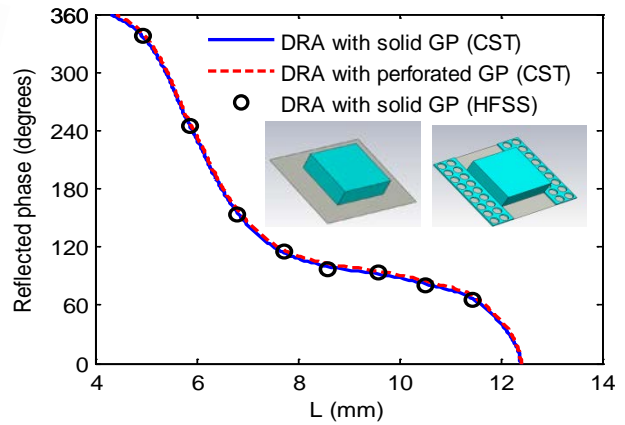 360
300
240
180
120
60
0
Reflected phase (degrees)
DRA with solid GP (CST)
DRA with perforated GP (CST)
DRA with solid GP (HFSS)
4 6 8 10 12 14
L (mm)